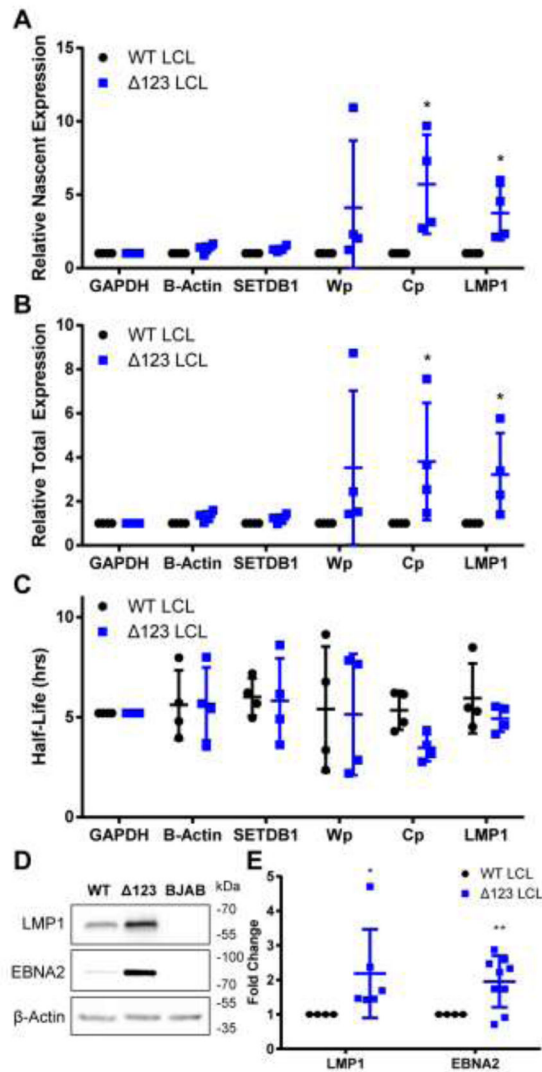 A
WT LCL
Δ123 LCL
Relative Nascent Expression
15
10
5
0
*
*
GAPDH B-Actin SETDB1 Wp Cp LMP1
B
WT LCL
Δ123 LCL
Relative Total Expression
10
8
6
4
2
0
*
*
GAPDH B-Actin SETDB1 Wp Cp LMP1
C
WT LCL
Δ123 LCL
Half-Life (hrs)
10
5
0
GAPDH B-Actin SETDB1 Wp Cp LMP1
D
WT Δ123 BJAB kDa
LMP1
-70
-55
EBNA2
-100
-70
β-Actin
-55
-35
E
WT LCL
Δ123 LCL
Fold Change
5
4
3
2
1
0
*
**
LMP1 EBNA2